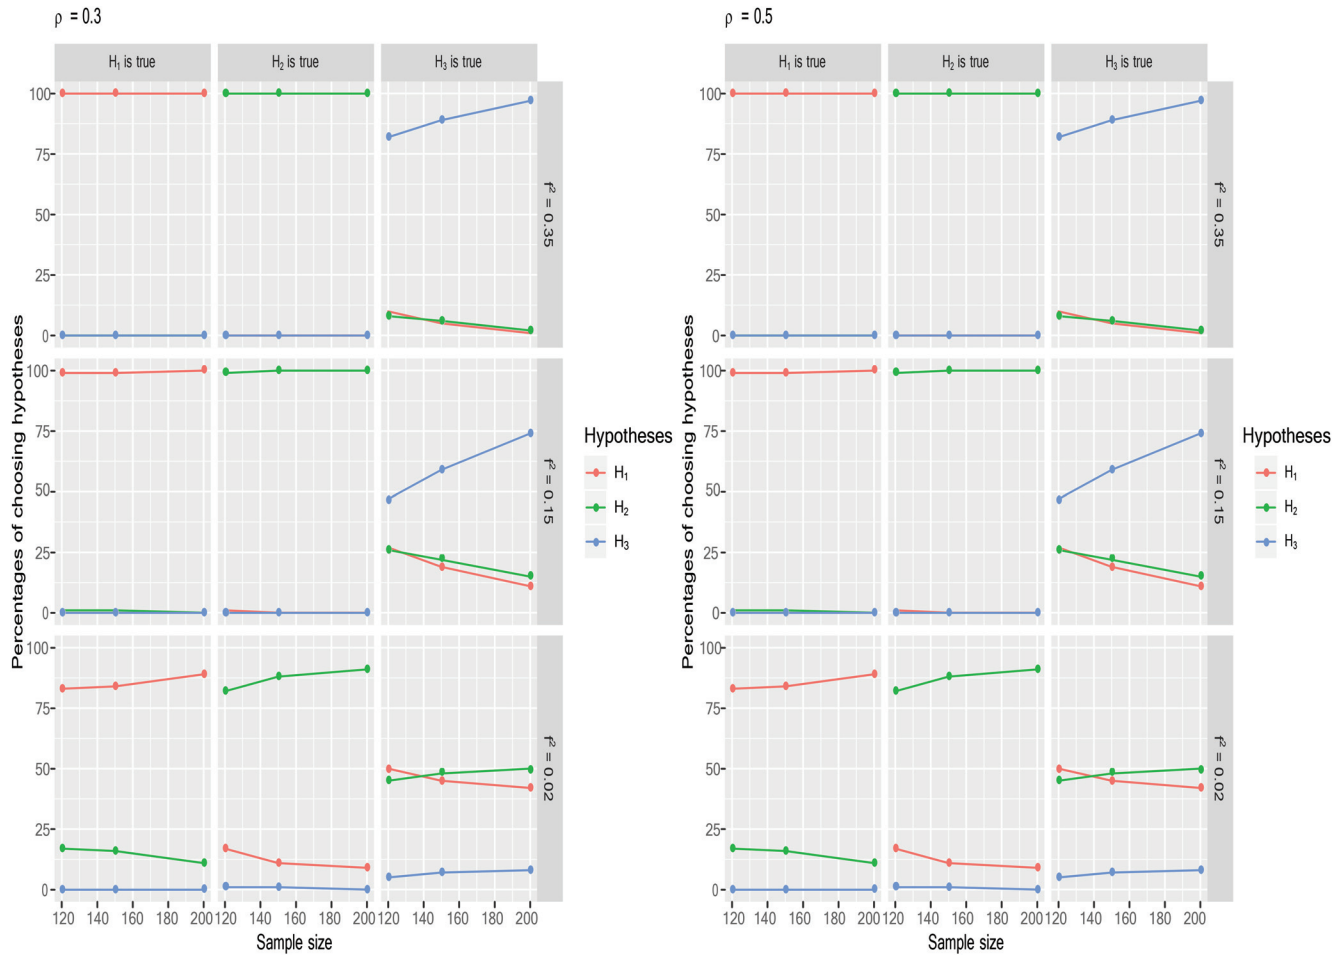 ρ = 0.3
H₁ is true H₂ is true H₃ is true
100
75
50
25
0
f² = 0.35
100
75
50
25
0
f² = 0.15
100
75
50
25
0
f² = 0.02
120 140 160 180 200 120 140 160 180 200 120 140 160 180 200
Sample size
Percentages of choosing hypotheses
Hypotheses
H₁
H₂
H₃
ρ = 0.5
H₁ is true H₂ is true H₃ is true
100
75
50
25
0
f² = 0.35
100
75
50
25
0
f² = 0.15
100
75
50
25
0
f² = 0.02
120 140 160 180 200 120 140 160 180 200 120 140 160 180 200
Sample size
Percentages of choosing hypotheses
Hypotheses
H₁
H₂
H₃